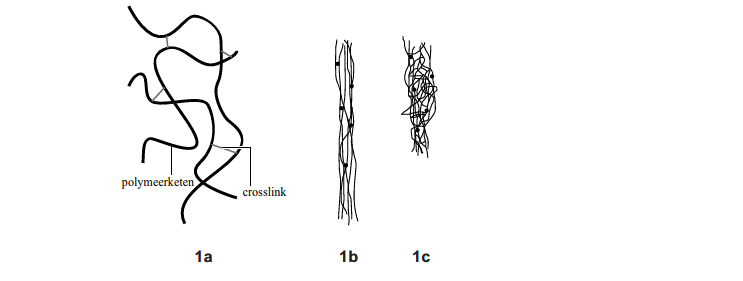 polymeerketen
crosslink
1a 1b 1c